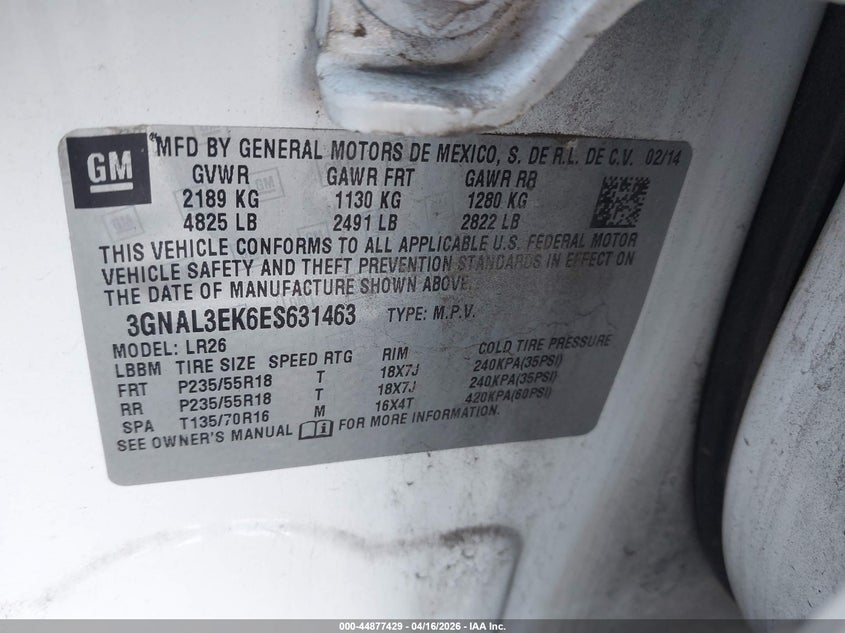 GM
MFD BY GENERAL MOTORS DE MEXICO, S. DE R.L. DE C.V. 02/14
GVWR GAWR FRT GAWR RR
2189 KG 1130 KG 1280 KG
4825 LB 2491 LB 2822 LB
THIS VEHICLE CONFORMS TO ALL APPLICABLE U.S. FEDERAL MOTOR
VEHICLE SAFETY AND THEFT PREVENTION STANDARDS IN EFFECT ON
THE DATE OF MANUFACTURE SHOWN ABOVE.
3GNAL3EK6ES631463 TYPE: M.P.V.
MODEL: LR26
LBBM TIRE SIZE SPEED RTG RIM COLD TIRE PRESSURE
FRT P235/55R18 T 18X7J 240KPA(35PSI)
RR P235/55R18 T 18X7J 240KPA(35PSI)
SPA T135/70R16 M 16X4T 420KPA(60PSI)
SEE OWNER'S MANUAL FOR MORE INFORMATION.
000-44877429 - 04/16/2026 - IAA Inc.